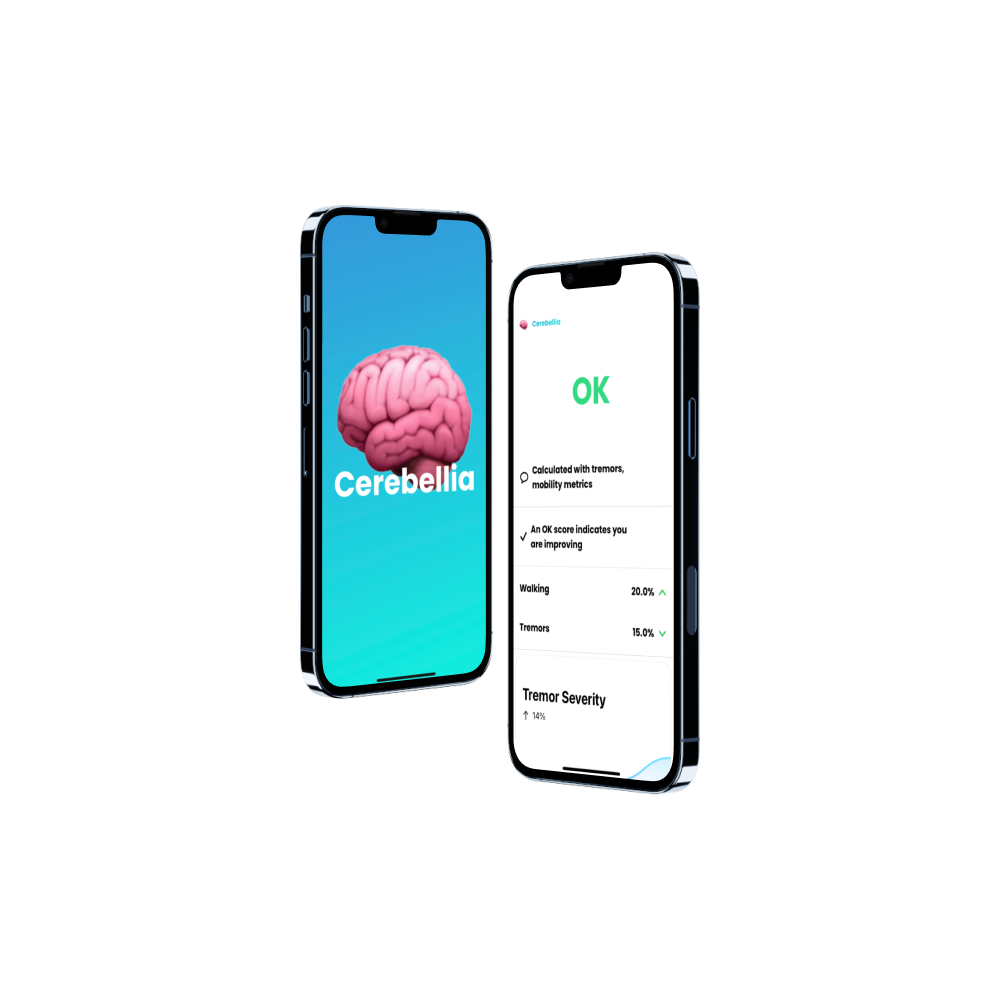 Cerebellia
Cerebellia
OK
Calculated with tremors,
mobility metrics
An OK score indicates you
are improving
Walking 20.0%
Tremors 15.0%
Tremor Severity
↑ 14%